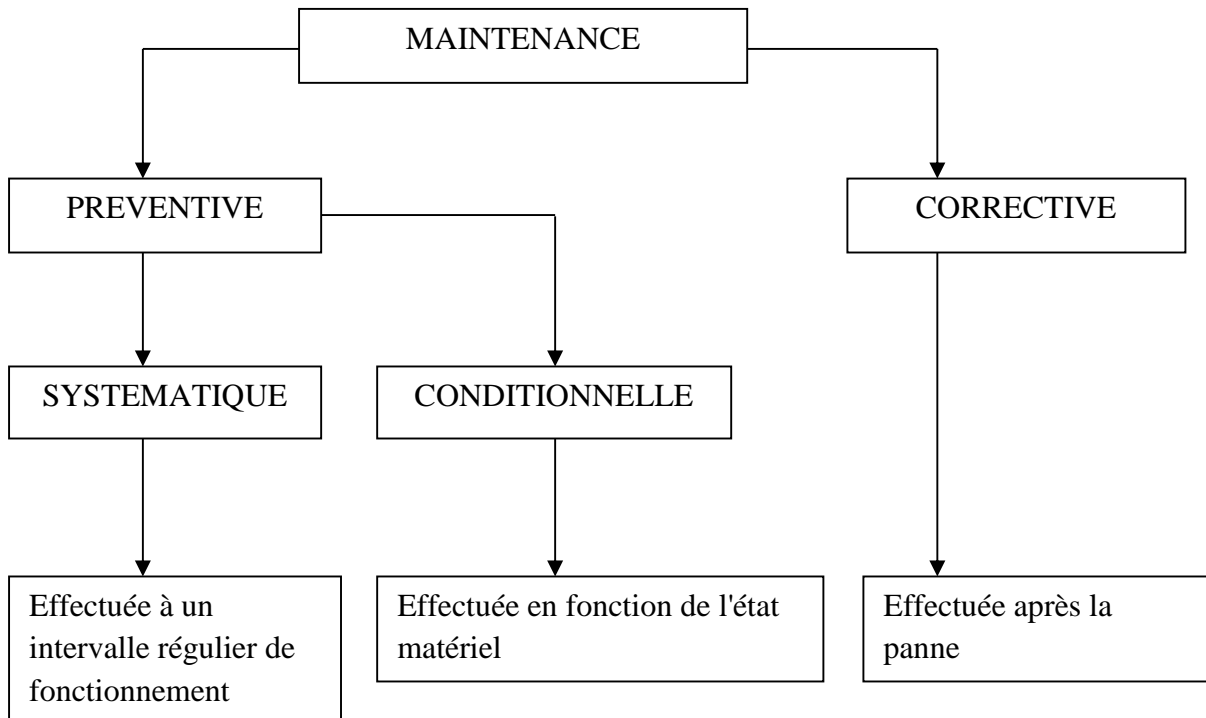 MAINTENANCE
PREVENTIVE
CORRECTIVE
SYSTEMATIQUE
CONDITIONNELLE
Effectuée à un
intervalle régulier de
fonctionnement
Effectuée en fonction de l'état
matériel
Effectuée après la
panne